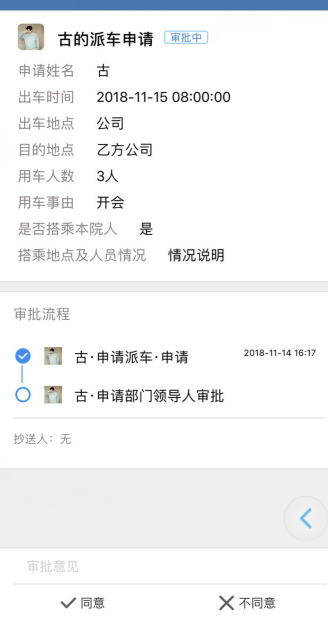 古的派车申请 审批中
申请姓名 古
出车时间 2018-11-15 08:00:00
出车地点 公司
目的地点 乙方公司
用车人数 3人
用车事由 开会
是否搭乘本院人 是
搭乘地点及人员情况 情况说明
审批流程
古·申请派车·申请 2018-11-14 16:17
古·申请部门领导人审批
抄送人：无
审批意见
同意 不同意